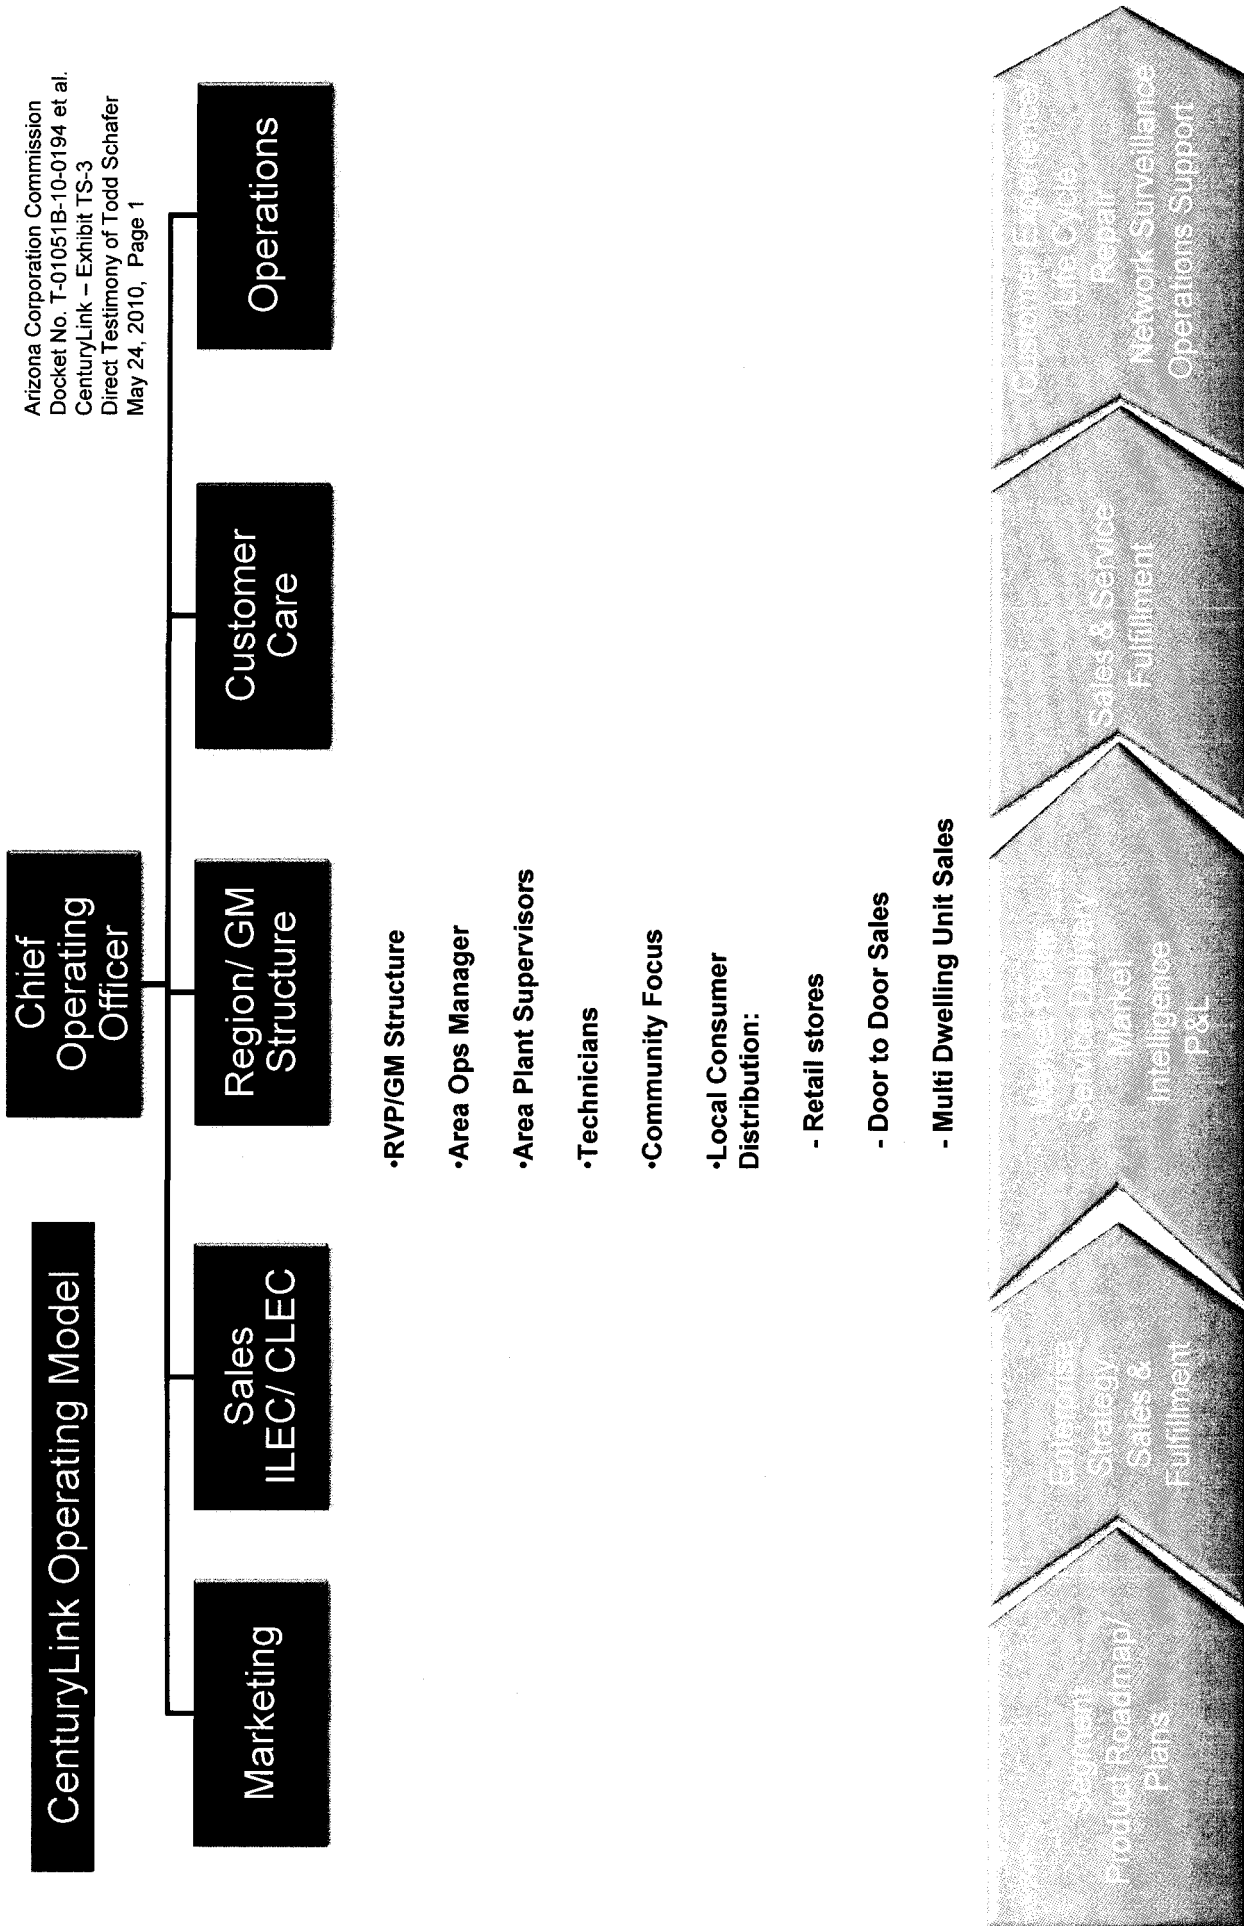 Arizona Corporation Commission
Docket No. T-01051B-10-0194 et al.
CenturyLink – Exhibit TS-3
Direct Testimony of Todd Schafer
May 24, 2010, Page 1
CenturyLink Operating Model
Chief
Operating
Officer
Marketing
Sales
ILEC/ CLEC
Region/ GM
Structure
Customer
Care
Operations
•RVP/GM Structure
•Area Ops Manager
•Area Plant Supervisors
•Technicians
•Community Focus
•Local Consumer
Distribution:
- Retail stores
- Door to Door Sales
- Multi Dwelling Unit Sales
Segment
Product Roadmap/
Plans
Enterprise
Strategy
Sales &
Fulfillment
Service Delivery
Market
Intelligence
P&L
Sales & Service
Fulfillment
Customer Experience/
Life Cycle
Repair
Network Surveillance
Operations Support